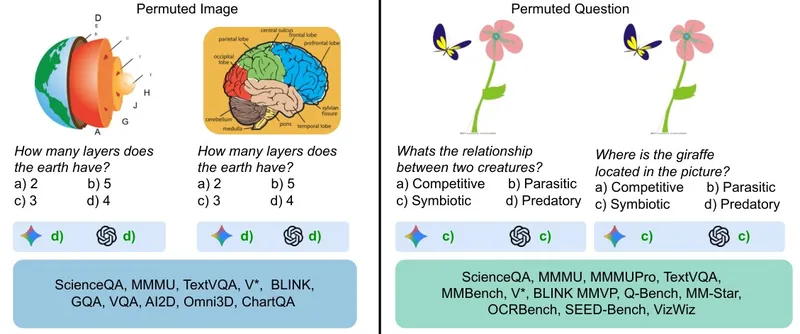 Permuted Image
D
E
H
J
G
A
How many layers does
the earth have?
a) 2 b) 5
c) 3 d) 4
d) d)
central sulcus
frontal lobe
parietal lobe
prefrontal lobe
occipital
lobe
sylvian
fissure
cerebellum
pons
temporal lobe
medulla
How many layers does
the earth have?
a) 2 b) 5
c) 3 d) 4
d) d)
ScienceQA, MMMU, TextVQA, V*, BLINK,
GQA, VQA, AI2D, Omni3D, ChartQA
Permuted Question
Whats the relationship
between two creatures?
a) Competitive b) Parasitic
c) Symbiotic d) Predatory
c) c)
Where is the giraffe
located in the picture?
a) Competitive b) Parasitic
c) Symbiotic d) Predatory
c) c)
ScienceQA, MMMU, MMMUPro, TextVQA,
MMBench, V*, BLINK MMVP, Q-Bench, MM-Star,
OCRBench, SEED-Bench, VizWiz